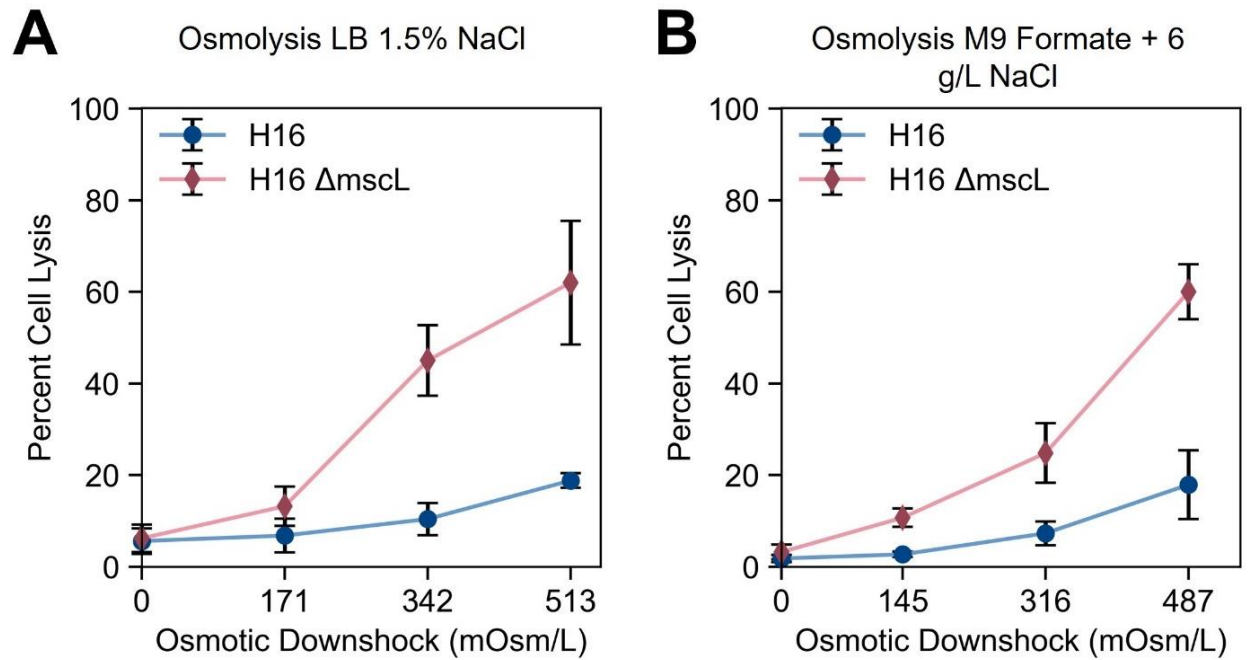 A
Osmolysis LB 1.5% NaCl
Percent Cell Lysis
100
80
60
40
20
0
H16
H16 ΔmscL
0 171 342 513
Osmotic Downshock (mOsm/L)
B
Osmolysis M9 Formate + 6
g/L NaCl
Percent Cell Lysis
100
80
60
40
20
0
H16
H16 ΔmscL
0 145 316 487
Osmotic Downshock (mOsm/L)